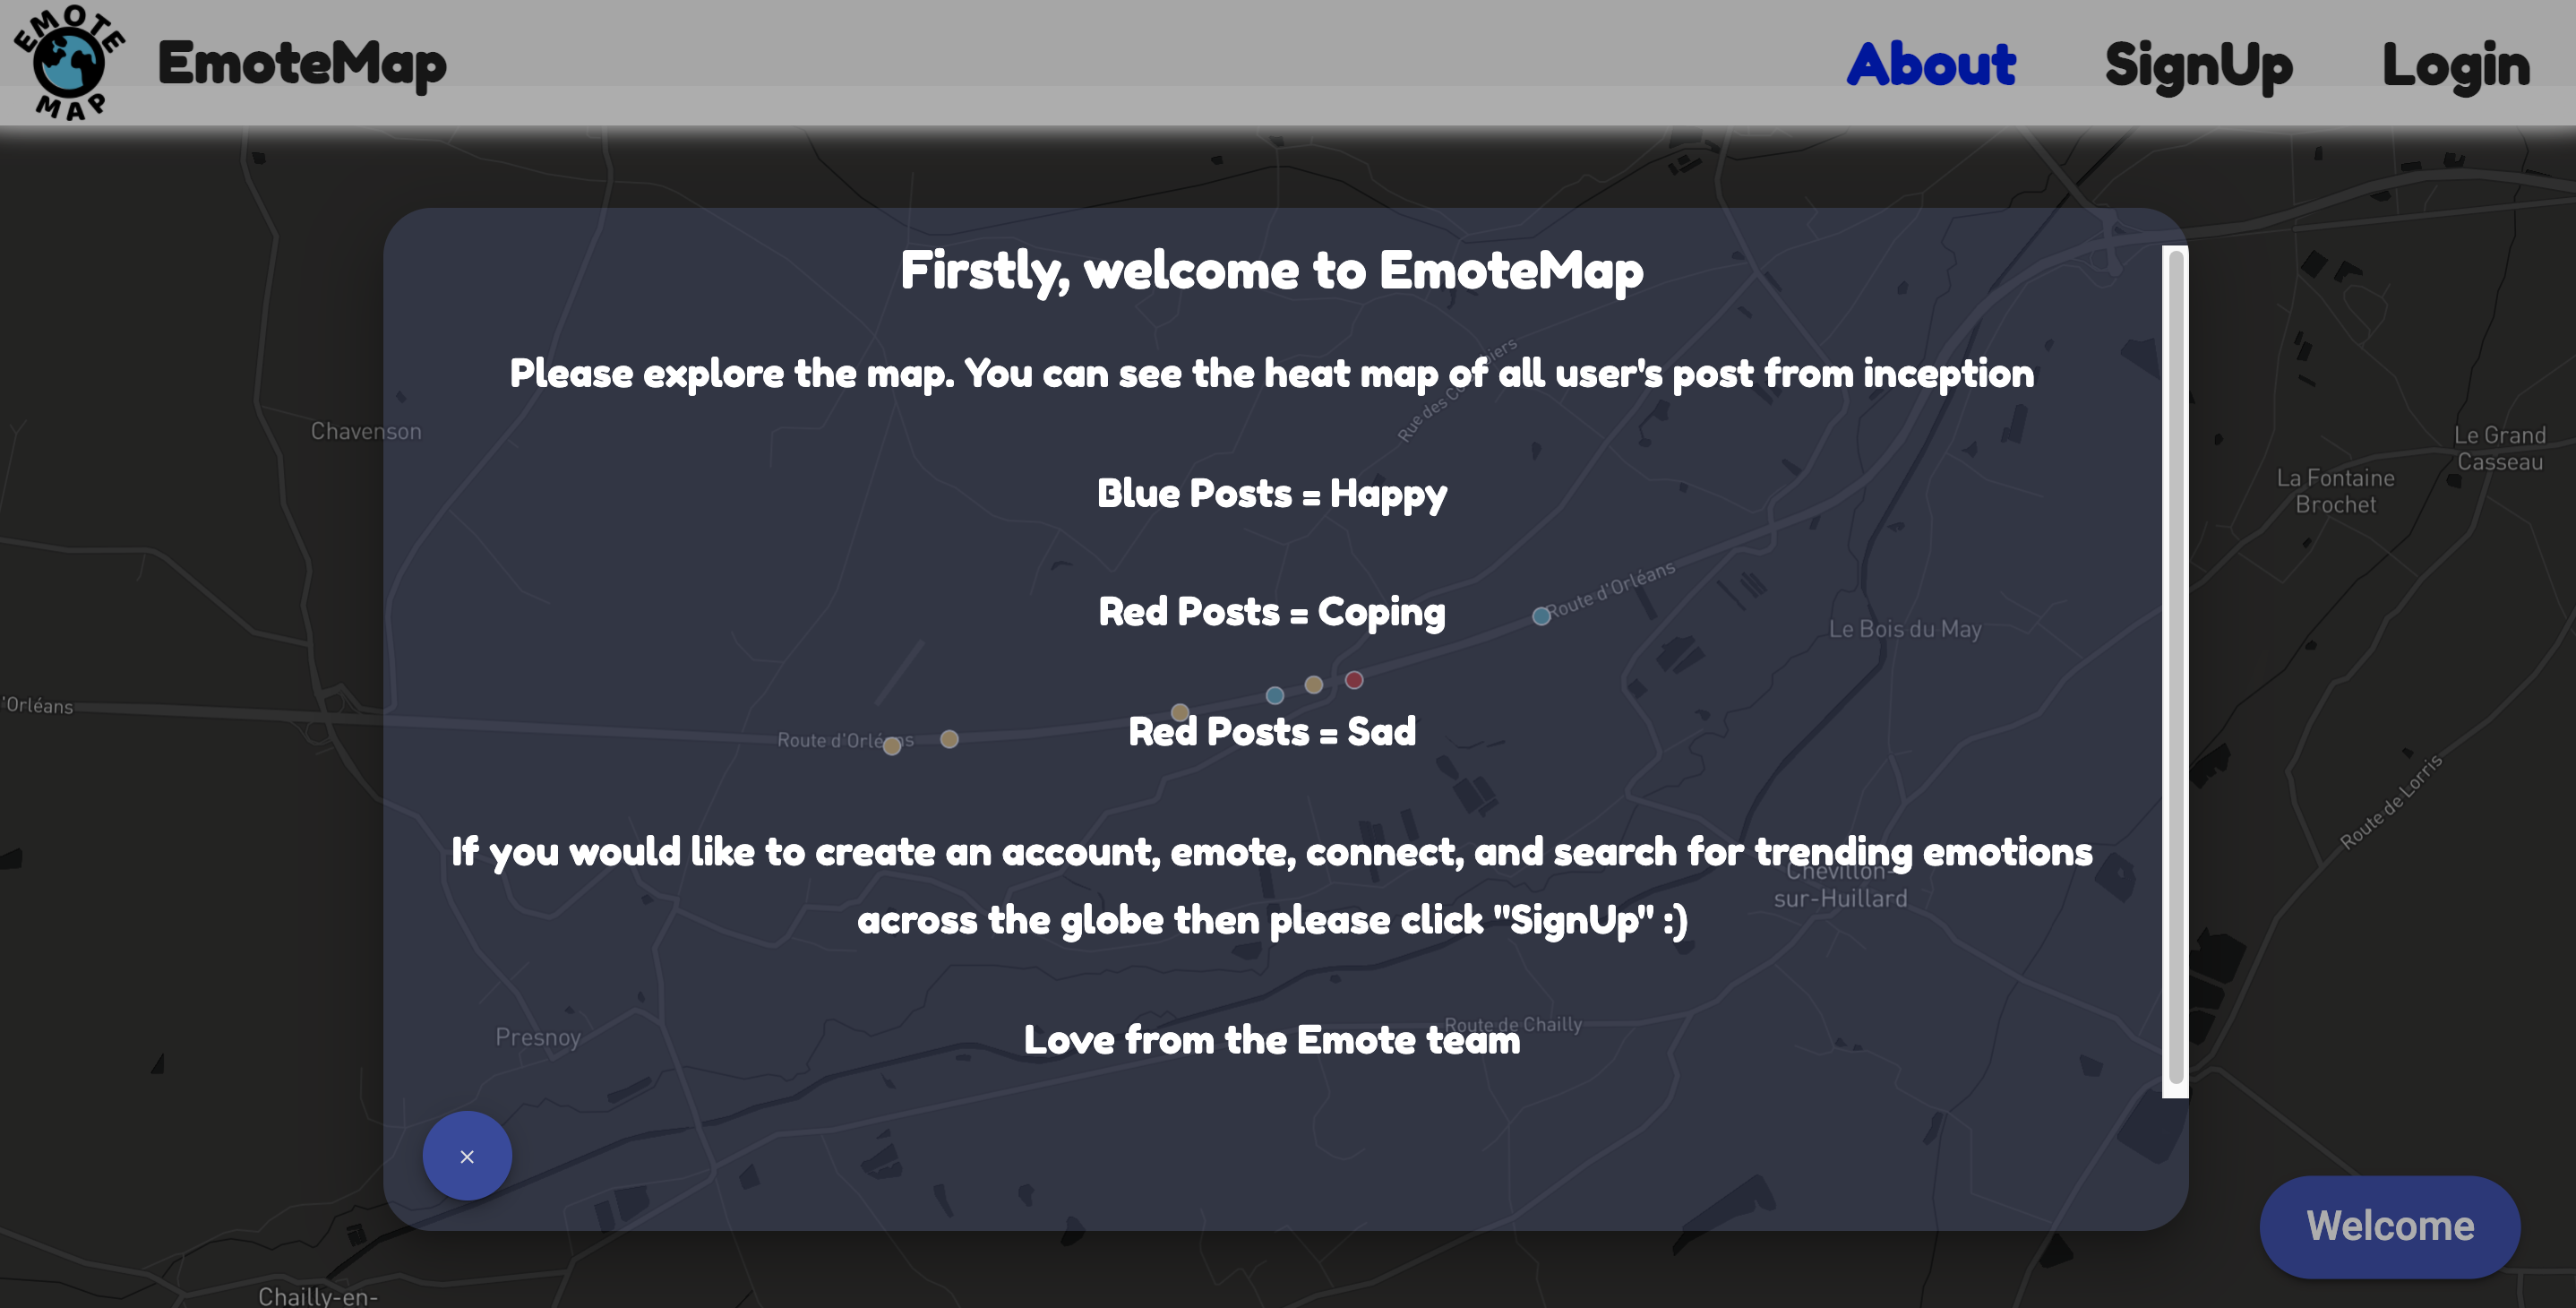 EMOTE
MAP
EmoteMap
About
SignUp
Login
Firstly, welcome to EmoteMap
Please explore the map. You can see the heat map of all user's post from inception
Rue des Co
iers
Chavenson
Le Grand
Casseau
La Fontaine
Brochet
Blue Posts = Happy
Route d'Orléans
Red Posts = Coping
Le Bois du May
'Orléans
Route d'Orléans
Red Posts = Sad
Route de Lorris
If you would like to create an account, emote, connect, and search for trending emotions
across the globe then please click "SignUp" :)
Chevillon-
sur-Huillard
Presnoy
Route de Chailly
Love from the Emote team
×
Welcome
Chailly-en-